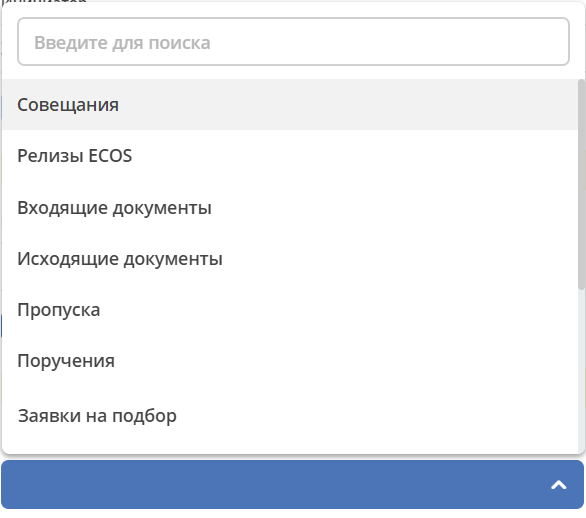 Введите для поиска
Совещания
Релизы ECOS
Входящие документы
Исходящие документы
Пропуска
Поручения
Заявки на подбор